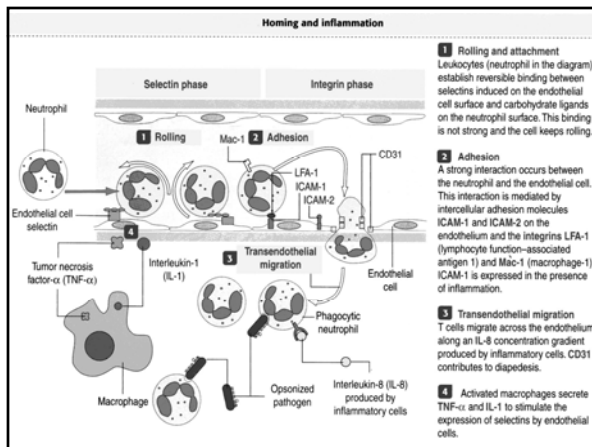 Homing and inflammation
Selectin phase
Integrin phase
Neutrophil
1 Rolling
2 Adhesion
Mac-1
CD31
LFA-1
ICAM-1
ICAM-2
Endothelial cell
selectin
4
3 Transendothelial
migration
Endothelial
cell
Tumor necrosis
factor-α (TNF-α)
Interleukin-1
(IL-1)
Phagocytic
neutrophil
Macrophage
Opsonized
pathogen
Interleukin-8 (IL-8)
produced by
inflammatory cells
1 Rolling and attachment
Leukocytes (neutrophil in the diagram)
establish reversible binding between
selectins induced on the endothelial
cell surface and carbohydrate ligands
on the neutrophil surface. This binding
is not strong and the cell keeps rolling.
2 Adhesion
A strong interaction occurs between
the neutrophil and the endothelial cell.
This interaction is mediated by
intercellular adhesion molecules
ICAM-1 and ICAM-2 on the
endothelium and the integrins LFA-1
(lymphocyte function–associated
antigen 1) and Mac-1 (macrophage-1).
ICAM-1 is expressed in the presence
of inflammation.
3 Transendothelial migration
T cells migrate across the endothelium
along an IL-8 concentration gradient
produced by inflammatory cells. CD31
contributes to diapedesis.
4 Activated macrophages secrete
TNF-α and IL-1 to stimulate the
expression of selectins by endothelial
cells.